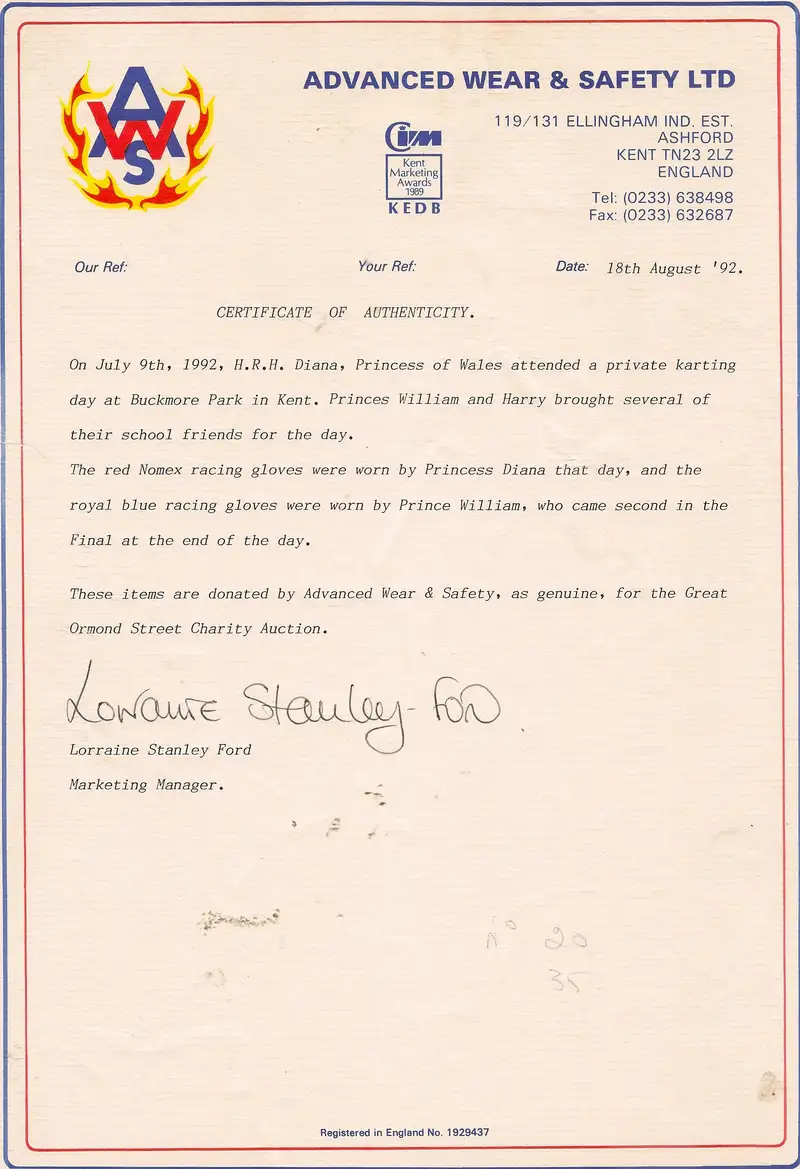 AWS
ADVANCED WEAR & SAFETY LTD
119/131 ELLINGHAM IND. EST.
ASHFORD
KENT TN23 2LZ
ENGLAND
Tel: (0233) 638498
Fax: (0233) 632687
Cim
Kent
Marketing
Awards
1989
KEDB
Our Ref:
Your Ref:
Date: 18th August '92.
CERTIFICATE OF AUTHENTICITY.
On July 9th, 1992, H.R.H. Diana, Princess of Wales attended a private karting
day at Buckmore Park in Kent. Princes William and Harry brought several of
their school friends for the day.
The red Nomex racing gloves were worn by Princess Diana that day, and the
royal blue racing gloves were worn by Prince William, who came second in the
Final at the end of the day.
These items are donated by Advanced Wear & Safety, as genuine, for the Great
Ormond Street Charity Auction.
Lorraine Stanley-Ford
Lorraine Stanley Ford
Marketing Manager.
No 20
35
Registered in England No. 1929437